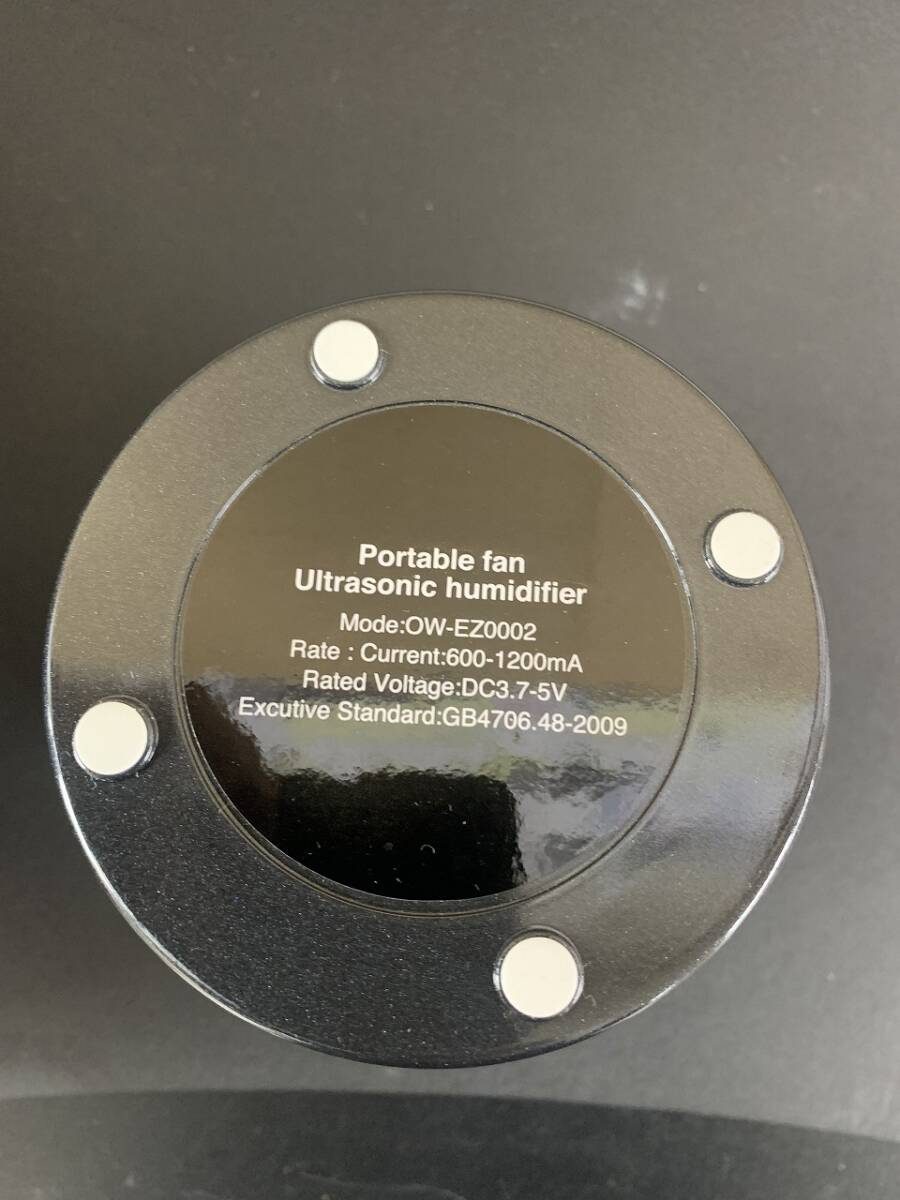 Portable fan
Ultrasonic humidifier
Mode:OW-EZ0002
Rate : Current:600-1200mA
Rated Voltage:DC3.7-5V
Excutive Standard:GB4706.48-2009